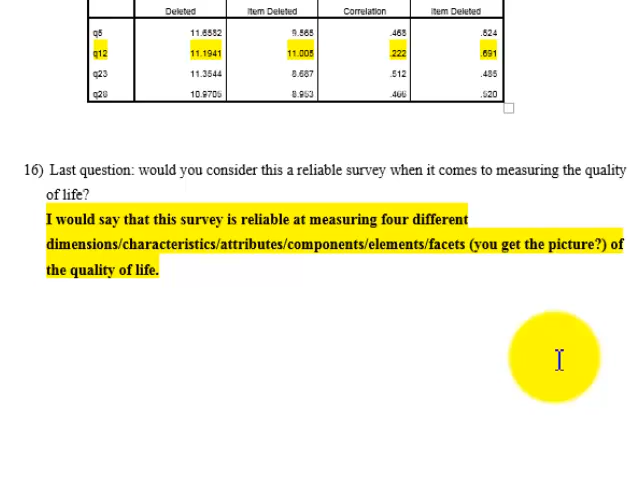 Deleted Item Deleted Correlation Item Deleted
q5 11.6582 9.565 .624
q12 11.1941 11.005 .222 .691
q23 11.3544 8.687 .512 .485
10.9705 8.953 .466 .520
16) Last question: would you consider this a reliable survey when it comes to measuring the quality
of life?
I would say that this survey is reliable at measuring four different
dimensions/characteristics/attributes/components/elements/facets (you get the picture?) of
the quality of life.